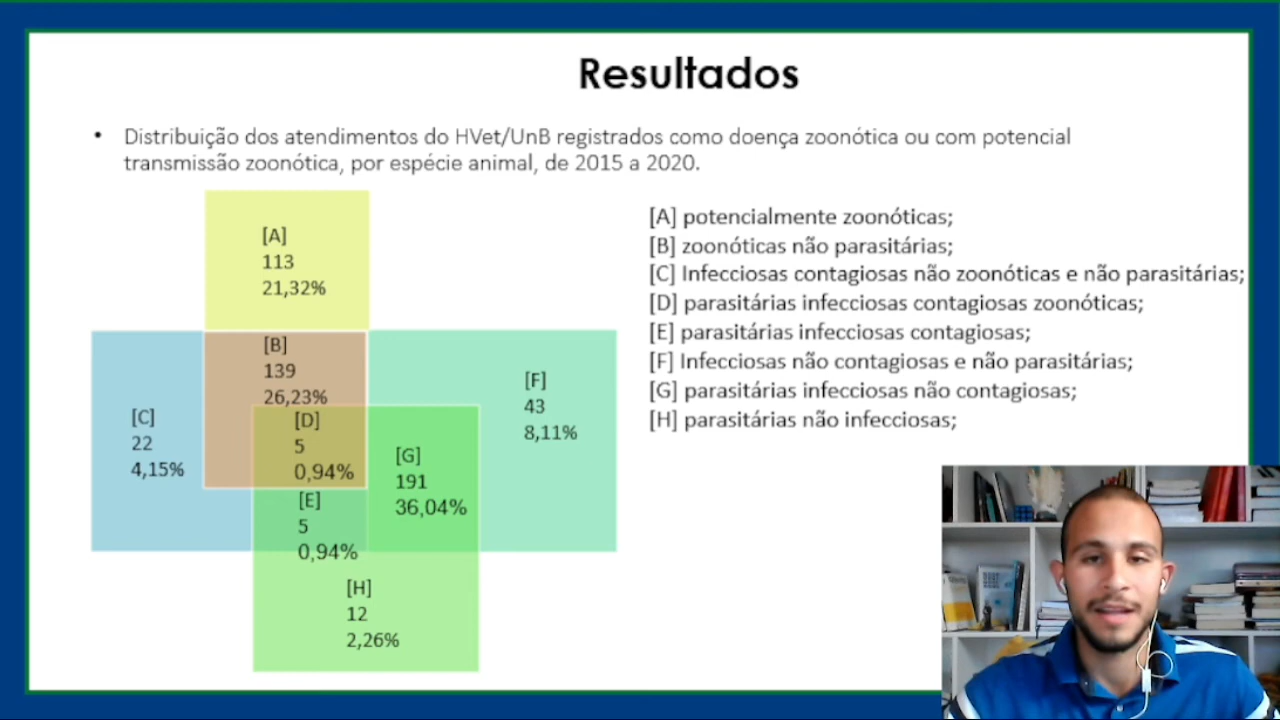 Resultados
• Distribuição dos atendimentos do HVet/UnB registrados como doença zoonótica ou com potencial
transmissão zoonótica, por espécie animal, de 2015 a 2020.
[A]
113
21,32%
[B]
139
26,23%
[C]
22
4,15%
[D]
5
0,94%
[E]
5
0,94%
[F]
43
8,11%
[G]
191
36,04%
[H]
12
2,26%
[A] potencialmente zoonóticas;
[B] zoonóticas não parasitárias;
[C] Infecciosas contagiosas não zoonóticas e não parasitárias;
[D] parasitárias infecciosas contagiosas zoonóticas;
[E] parasitárias infecciosas contagiosas;
[F] Infecciosas não contagiosas e não parasitárias;
[G] parasitárias infecciosas não contagiosas;
[H] parasitárias não infecciosas;